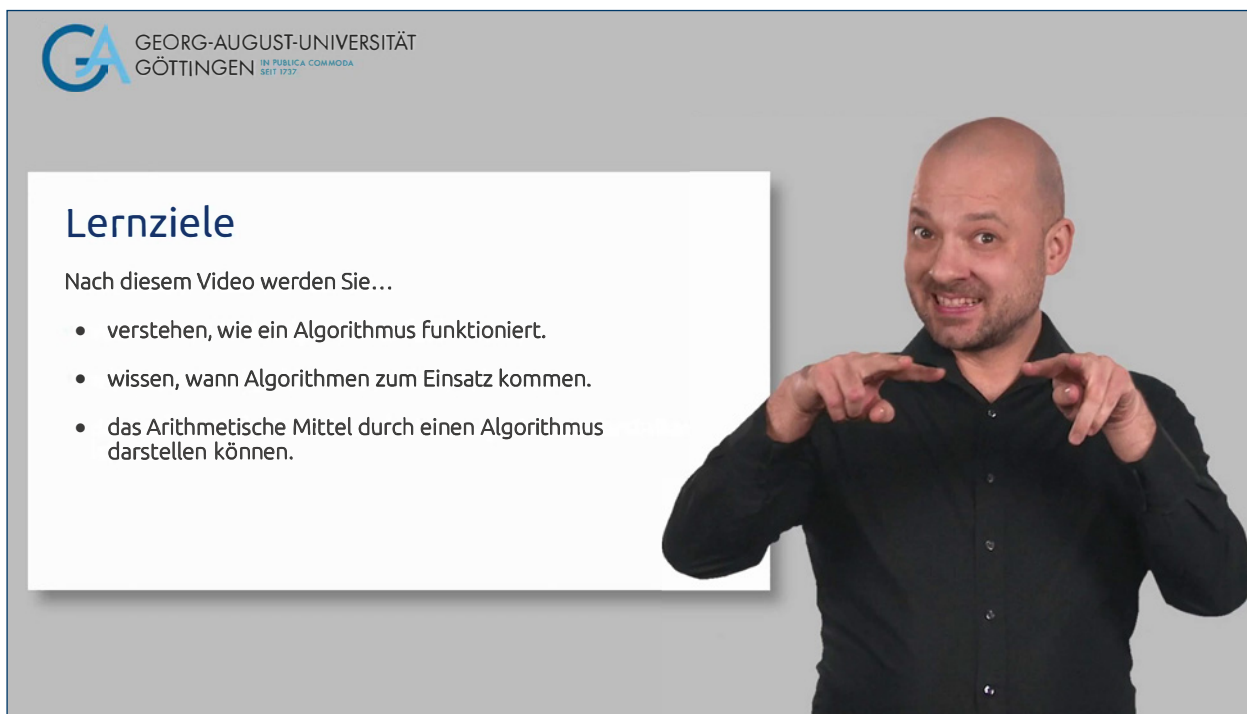 GEORG-AUGUST-UNIVERSITÄT
GÖTTINGEN IN PUBLICA COMMODA
SEIT 1737
Lernziele
Nach diesem Video werden Sie…
• verstehen, wie ein Algorithmus funktioniert.
• wissen, wann Algorithmen zum Einsatz kommen.
• das Arithmetische Mittel durch einen Algorithmus
darstellen können.